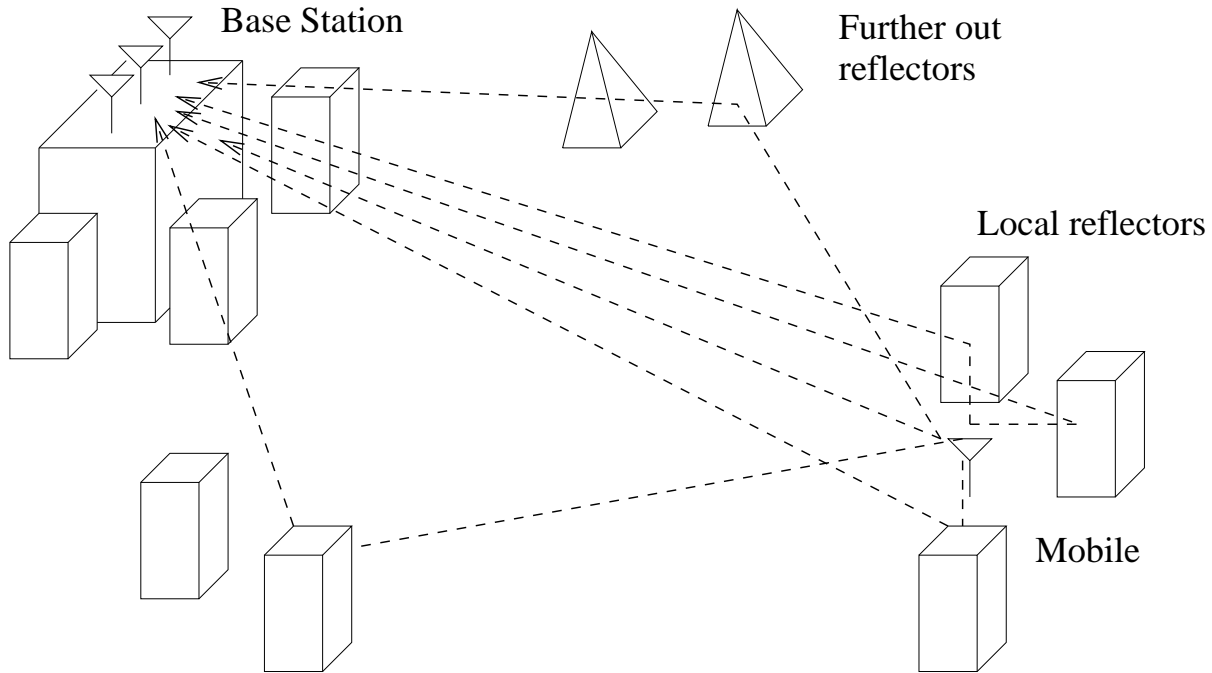 Base Station
Further out
reflectors
Local reflectors
Mobile